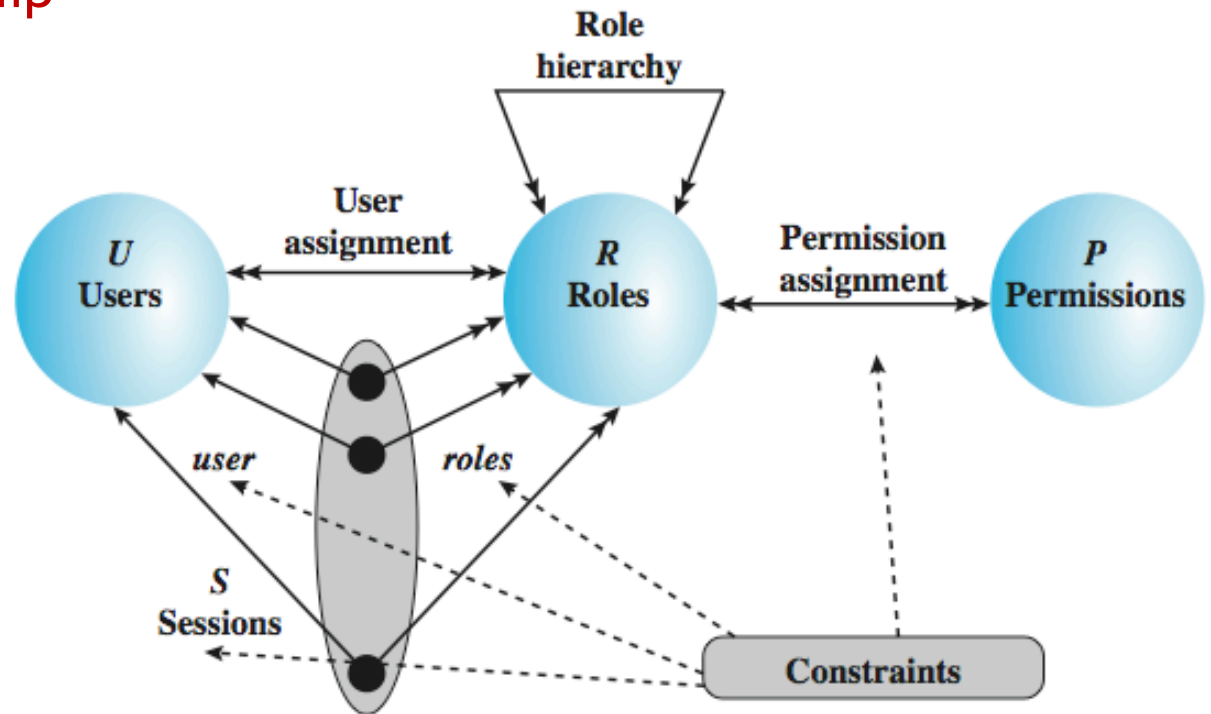 Role
hierarchy
User
assignment
Permission
assignment
U
Users
R
Roles
P
Permissions
user
roles
S
Sessions
Constraints